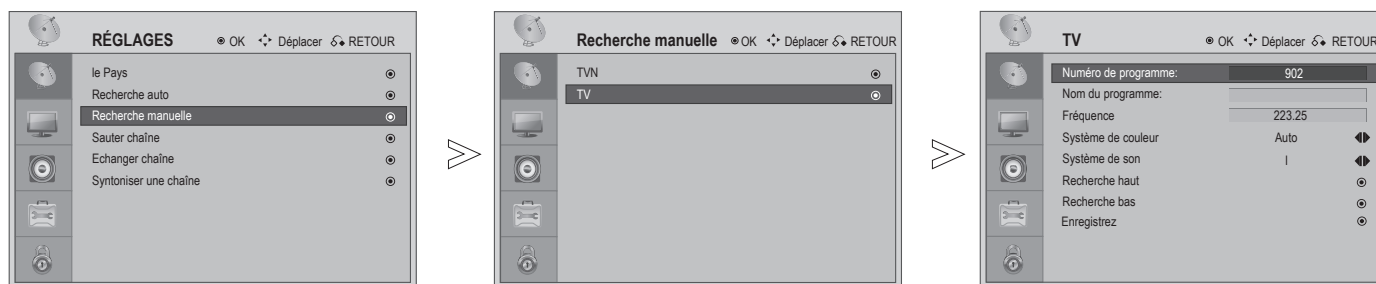 RÉGLAGES OK Déplacer RETOUR
le Pays
Recherche auto
Recherche manuelle
Sauter chaîne
Echanger chaîne
Syntoniser une chaîne
Recherche manuelle OK Déplacer RETOUR
TVN
TV
TV OK Déplacer RETOUR
Numéro de programme: 902
Nom du programme:
Fréquence 223.25
Système de couleur Auto
Système de son I
Recherche haut
Recherche bas
Enregistrez